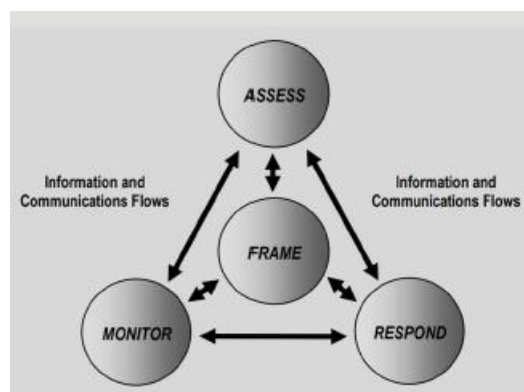 ASSESS
Information and
Communications Flows
Information and
Communications Flows
FRAME
MONITOR
RESPOND